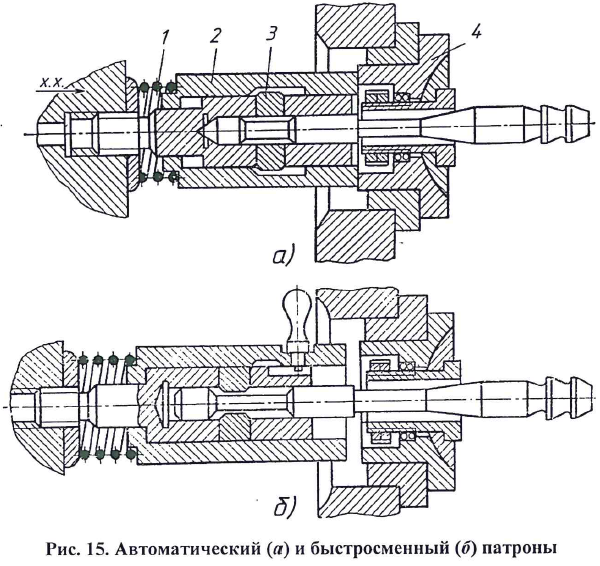 1 2 3 4
х.х.
а)
б)
Рис. 15. Автоматический (а) и быстросменный (б) патроны